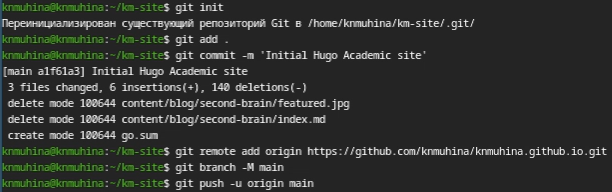 knmuhina@knmuhina:~/km-site$ git init
Переинициализирован существующий репозиторий Git в /home/knmuhina/km-site/.git/
knmuhina@knmuhina:~/km-site$ git add .
knmuhina@knmuhina:~/km-site$ git commit -m 'Initial Hugo Academic site'
[main a1f61a3] Initial Hugo Academic site
 3 files changed, 6 insertions(+), 140 deletions(-)
 delete mode 100644 content/blog/second-brain/featured.jpg
 delete mode 100644 content/blog/second-brain/index.md
 create mode 100644 go.sum
knmuhina@knmuhina:~/km-site$ git remote add origin https://github.com/knmuhina/knmuhina.github.io.git
knmuhina@knmuhina:~/km-site$ git branch -M main
knmuhina@knmuhina:~/km-site$ git push -u origin main